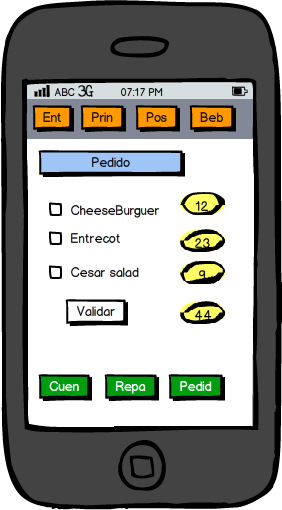 ABC 3G 07:17 PM
Ent Prin Pos Beb
Pedido
CheeseBurguer 12
Entrecot 23
Cesar salad 9
Validar 44
Cuen Repa Pedid